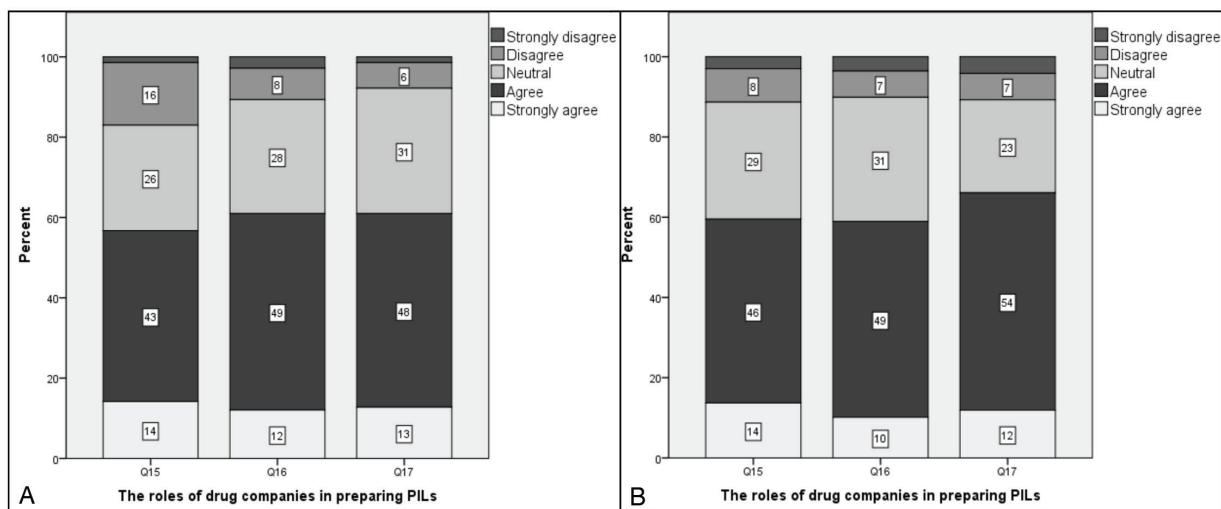 100
80
60
40
20
0
Percent
16
26
43
14
8
28
49
12
6
31
48
13
Q15
Q16
Q17
The roles of drug companies in preparing PILs
A
Strongly disagree
Disagree
Neutral
Agree
Strongly agree
100
80
60
40
20
0
Percent
8
29
46
14
7
31
49
10
7
23
54
12
Q15
Q16
Q17
The roles of drug companies in preparing PILs
B
Strongly disagree
Disagree
Neutral
Agree
Strongly agree